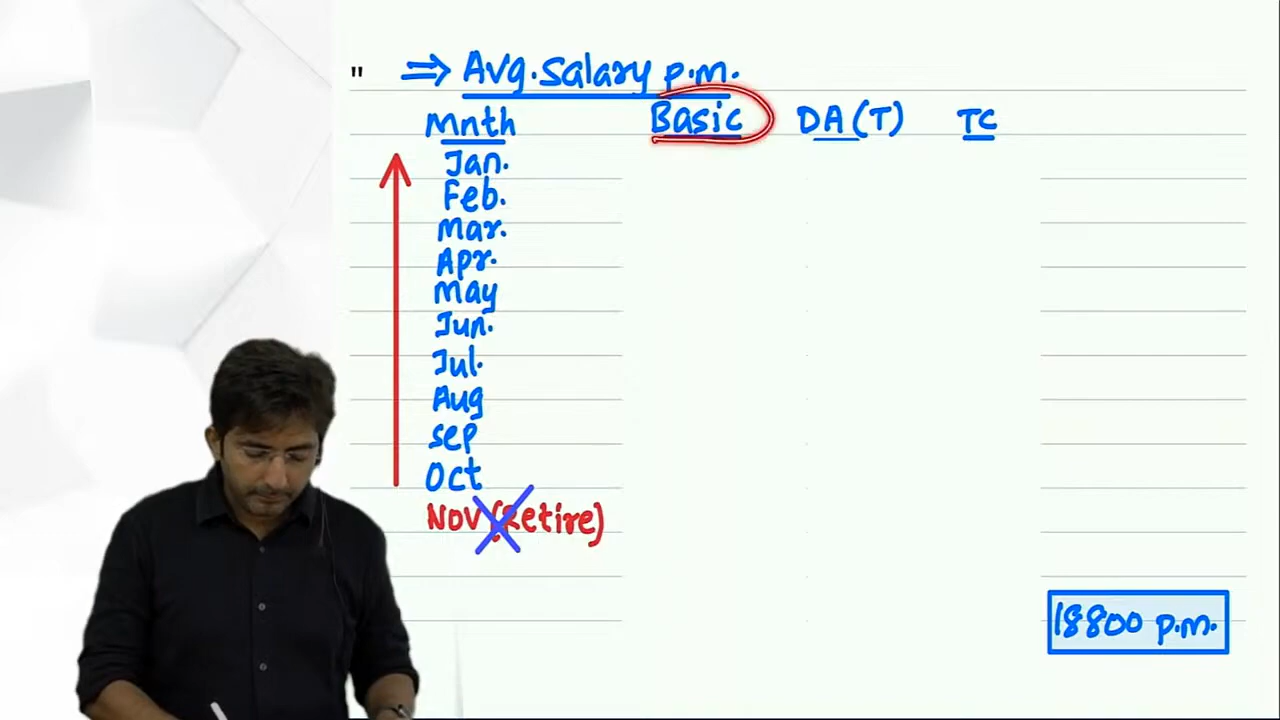 " ⇒ Avg. Salary p.m.
Mnth Basic DA (T) TC
Jan.
Feb.
Mar.
Apr.
May
Jun.
Jul.
Aug
Sep
Oct
Nov (Retire)
18800 p.m.